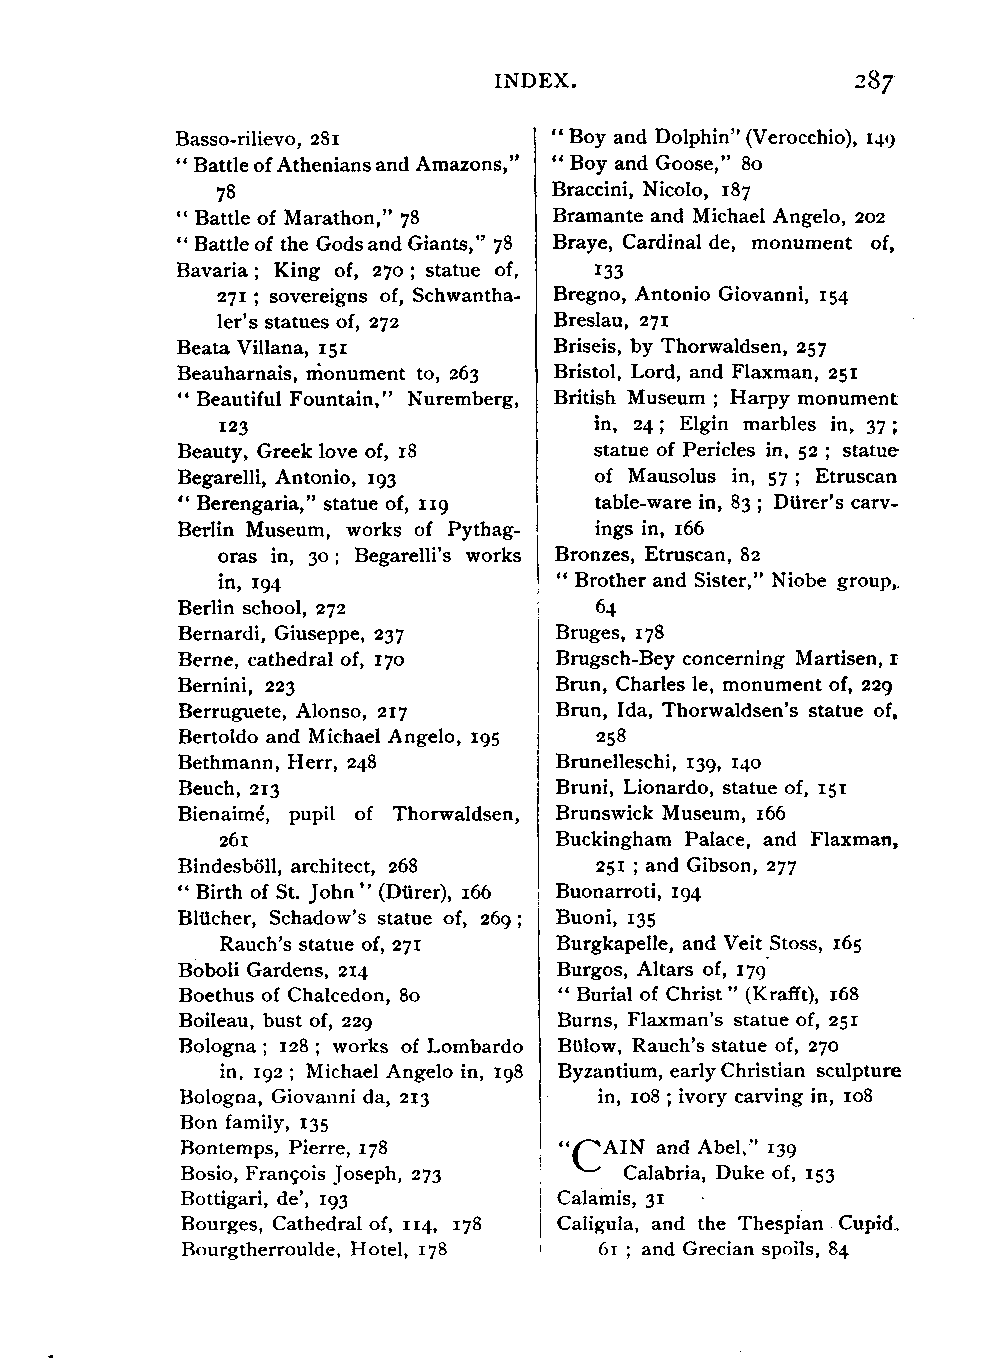 INDEX. 287
Basso-rilievo, 281
“ Battle of Athenians and Amazons,”
78
“ Battle of Marathon,” 78
“ Battle of the Gods and Giants,” 78
Bavaria ; King of, 270 ; statue of,
271 ; sovereigns of, Schwantha-
ler's statues of, 272
Beata Villana, 151
Beauharnais, monument to, 263
“ Beautiful Fountain,” Nuremberg,
123
Beauty, Greek love of, 18
Begarelli, Antonio, 193
“ Berengaria,” statue of, 119
Berlin Museum, works of Pythag-
oras in, 30 ; Begarelli's works
in, 194
Berlin school, 272
Bernardi, Giuseppe, 237
Berne, cathedral of, 170
Bernini, 223
Berruguete, Alonso, 217
Bertoldo and Michael Angelo, 195
Bethmann, Herr, 248
Beuch, 213
Bienaimé, pupil of Thorwaldsen,
261
Bindesböll, architect, 268
“ Birth of St. John ” (Dürer), 166
Blücher, Schadow's statue of, 269 ;
Rauch's statue of, 271
Boboli Gardens, 214
Boethus of Chalcedon, 80
Boileau, bust of, 229
Bologna ; 128 ; works of Lombardo
in, 192 ; Michael Angelo in, 198
Bologna, Giovanni da, 213
Bon family, 135
Bontemps, Pierre, 178
Bosio, François Joseph, 273
Bottigari, de', 193
Bourges, Cathedral of, 114, 178
Bourgtherroulde, Hotel, 178
“ Boy and Dolphin” (Verocchio), 149
“ Boy and Goose,” 80
Braccini, Nicolo, 187
Bramante and Michael Angelo, 202
Braye, Cardinal de, monument of,
133
Bregno, Antonio Giovanni, 154
Breslau, 271
Briseis, by Thorwaldsen, 257
Bristol, Lord, and Flaxman, 251
British Museum ; Harpy monument
in, 24 ; Elgin marbles in, 37 ;
statue of Pericles in, 52 ; statue
of Mausolus in, 57 ; Etruscan
table-ware in, 83 ; Dürer's carv-
ings in, 166
Bronzes, Etruscan, 82
“ Brother and Sister,” Niobe group,
64
Bruges, 178
Brugsch-Bey concerning Martisen, 1
Brun, Charles le, monument of, 229
Brun, Ida, Thorwaldsen's statue of,
258
Brunelleschi, 139, 140
Bruni, Lionardo, statue of, 151
Brunswick Museum, 166
Buckingham Palace, and Flaxman,
251 ; and Gibson, 277
Buonarroti, 194
Buoni, 135
Burgkapelle, and Veit Stoss, 165
Burgos, Altars of, 179
“ Burial of Christ ” (Krafft), 168
Burns, Flaxman's statue of, 251
Bülow, Rauch's statue of, 270
Byzantium, early Christian sculpture
in, 108 ; ivory carving in, 108
“CAIN and Abel,” 139
Calabria, Duke of, 153
Calamis, 31
Caligula, and the Thespian Cupid,
61 ; and Grecian spoils, 84